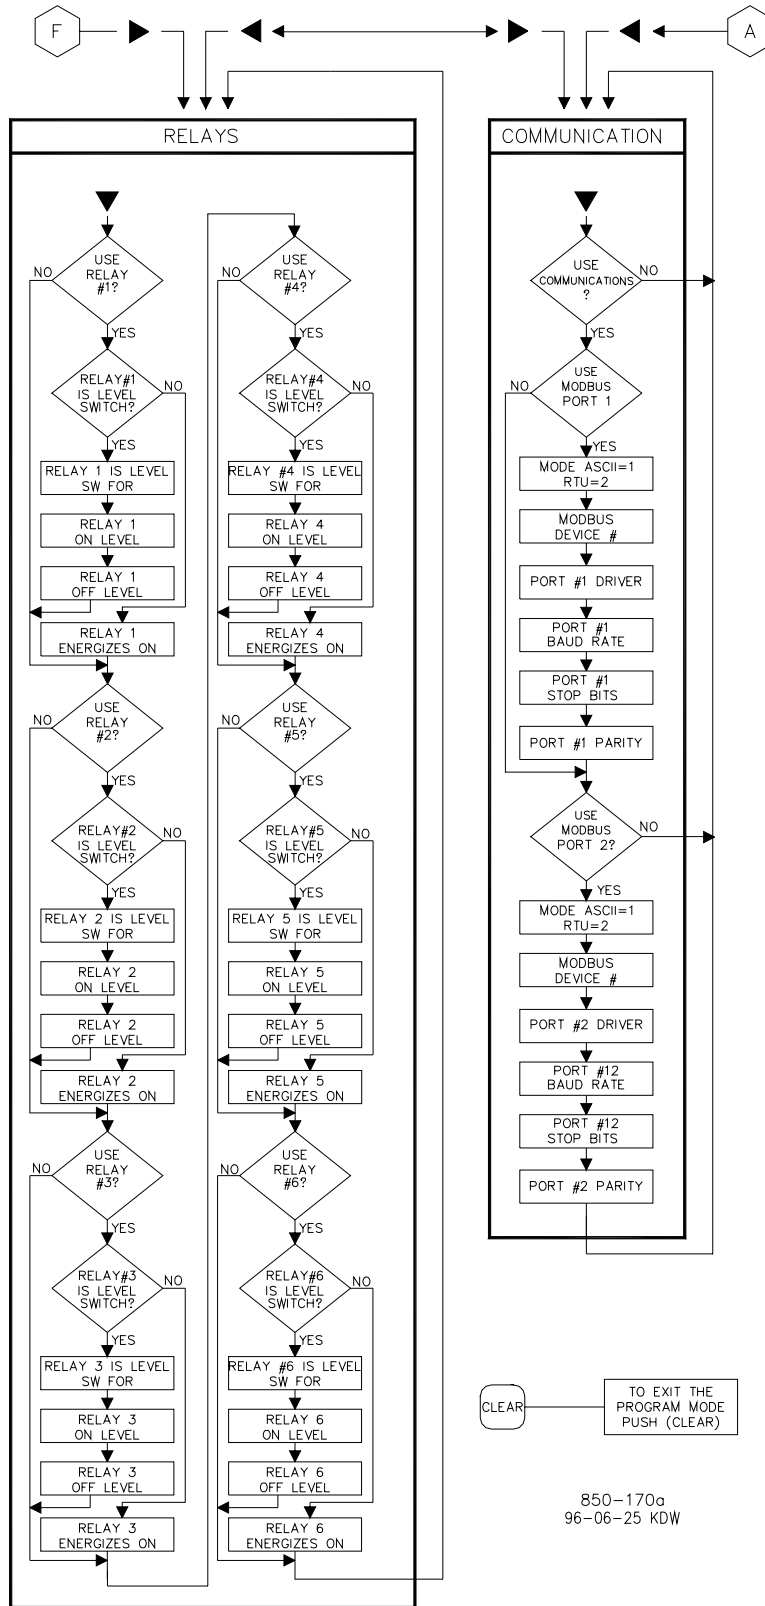 F
A
RELAYS
USE
RELAY
#1?
NO
YES
RELAY#1
IS LEVEL
SWITCH?
NO
YES
RELAY 1 IS LEVEL
SW FOR
RELAY 1
ON LEVEL
RELAY 1
OFF LEVEL
RELAY 1
ENERGIZES ON
USE
RELAY
#2?
NO
YES
RELAY#2
IS LEVEL
SWITCH?
NO
YES
RELAY 2 IS LEVEL
SW FOR
RELAY 2
ON LEVEL
RELAY 2
OFF LEVEL
RELAY 2
ENERGIZES ON
USE
RELAY
#3?
NO
YES
RELAY#3
IS LEVEL
SWITCH?
NO
YES
RELAY 3 IS LEVEL
SW FOR
RELAY 3
ON LEVEL
RELAY 3
OFF LEVEL
RELAY 3
ENERGIZES ON
USE
RELAY
#4?
NO
YES
RELAY#4
IS LEVEL
SWITCH?
NO
YES
RELAY #4 IS LEVEL
SW FOR
RELAY 4
ON LEVEL
RELAY 4
OFF LEVEL
RELAY 4
ENERGIZES ON
USE
RELAY
#5?
NO
YES
RELAY#5
IS LEVEL
SWITCH?
NO
YES
RELAY 5 IS LEVEL
SW FOR
RELAY 5
ON LEVEL
RELAY 5
OFF LEVEL
RELAY 5
ENERGIZES ON
USE
RELAY
#6?
NO
YES
RELAY#6
IS LEVEL
SWITCH?
NO
YES
RELAY #6 IS LEVEL
SW FOR
RELAY 6
ON LEVEL
RELAY 6
OFF LEVEL
RELAY 6
ENERGIZES ON
COMMUNICATION
USE
COMMUNICATIONS
?
NO
YES
USE
MODBUS
PORT 1
NO
YES
MODE ASCII=1
RTU=2
MODBUS
DEVICE #
PORT #1 DRIVER
PORT #1
BAUD RATE
PORT #1
STOP BITS
PORT #1 PARITY
USE
MODBUS
PORT 2?
NO
YES
MODE ASCII=1
RTU=2
MODBUS
DEVICE #
PORT #2 DRIVER
PORT #12
BAUD RATE
PORT #12
STOP BITS
PORT #2 PARITY
CLEAR
TO EXIT THE
PROGRAM MODE
PUSH (CLEAR)
850-170a
96-06-25 KDW